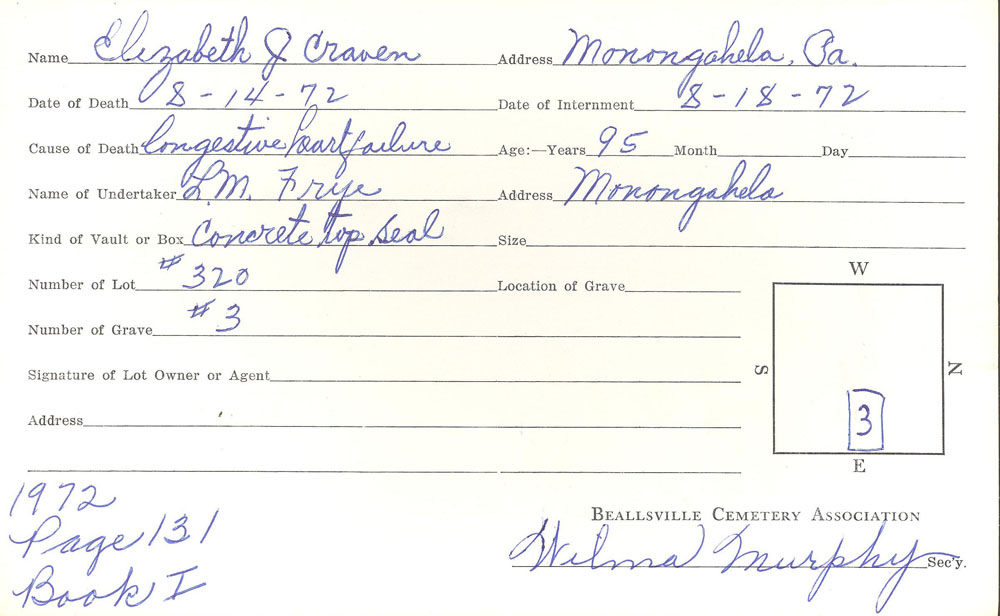 Name Elizabeth J Craven Address Monongahela, Pa.
Date of Death 8-14-72 Date of Internment 8-18-72
Cause of Death Congestive heart failure Age:—Years 95 Month Day
Name of Undertaker L.M. Frye Address Monongahela
Kind of Vault or Box Concrete top seal Size
Number of Lot #320 Location of Grave
Number of Grave #3
Signature of Lot Owner or Agent
Address
W
S N
3
E
1972
Page 131
Book I
Beallsville Cemetery Association
Wilma Murphy Sec'y.